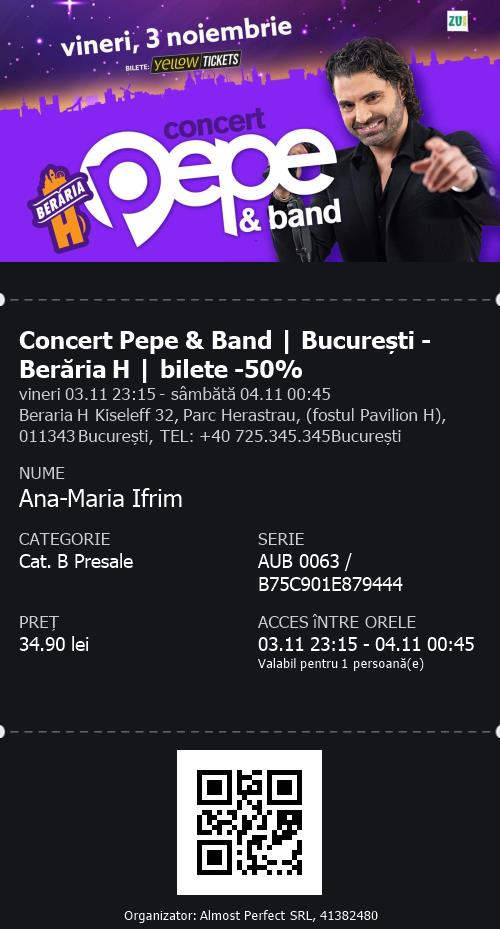 vineri, 3 noiembrie
ZU
BILETE: yellow TICKETS
concert
pepe
& band
BERĂRIA
H
Concert Pepe & Band | București -
Berăria H | bilete -50%
vineri 03.11 23:15 - sâmbătă 04.11 00:45
Beraria H Kiseleff 32, Parc Herastrau, (fostul Pavilion H),
011343 București, TEL: +40 725.345.345București
NUME
Ana-Maria Ifrim
CATEGORIE
Cat. B Presale
SERIE
AUB 0063 /
B75C901E879444
PREȚ
34.90 lei
ACCES îNTRE ORELE
03.11 23:15 - 04.11 00:45
Valabil pentru 1 persoană(e)
Organizator: Almost Perfect SRL, 41382480